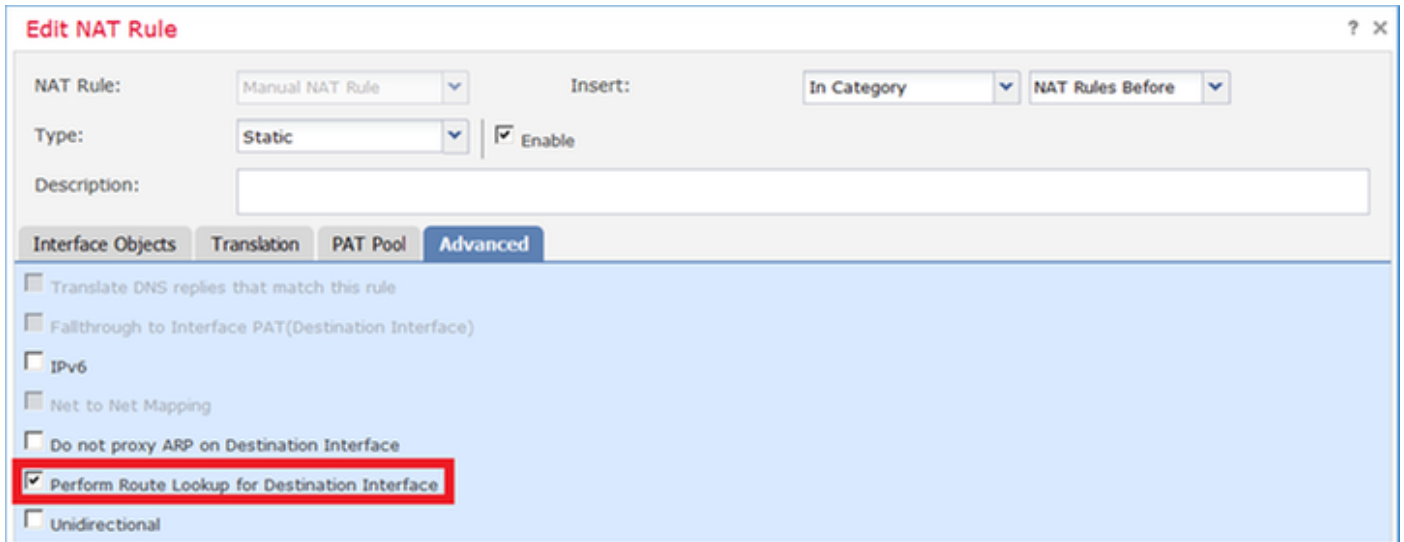 Edit NAT Rule ? ×
NAT Rule: Manual NAT Rule Insert: In Category NAT Rules Before
Type: Static Enable
Description:
Interface Objects Translation PAT Pool Advanced
Translate DNS replies that match this rule
Fallthrough to Interface PAT(Destination Interface)
IPv6
Net to Net Mapping
Do not proxy ARP on Destination Interface
Perform Route Lookup for Destination Interface
Unidirectional